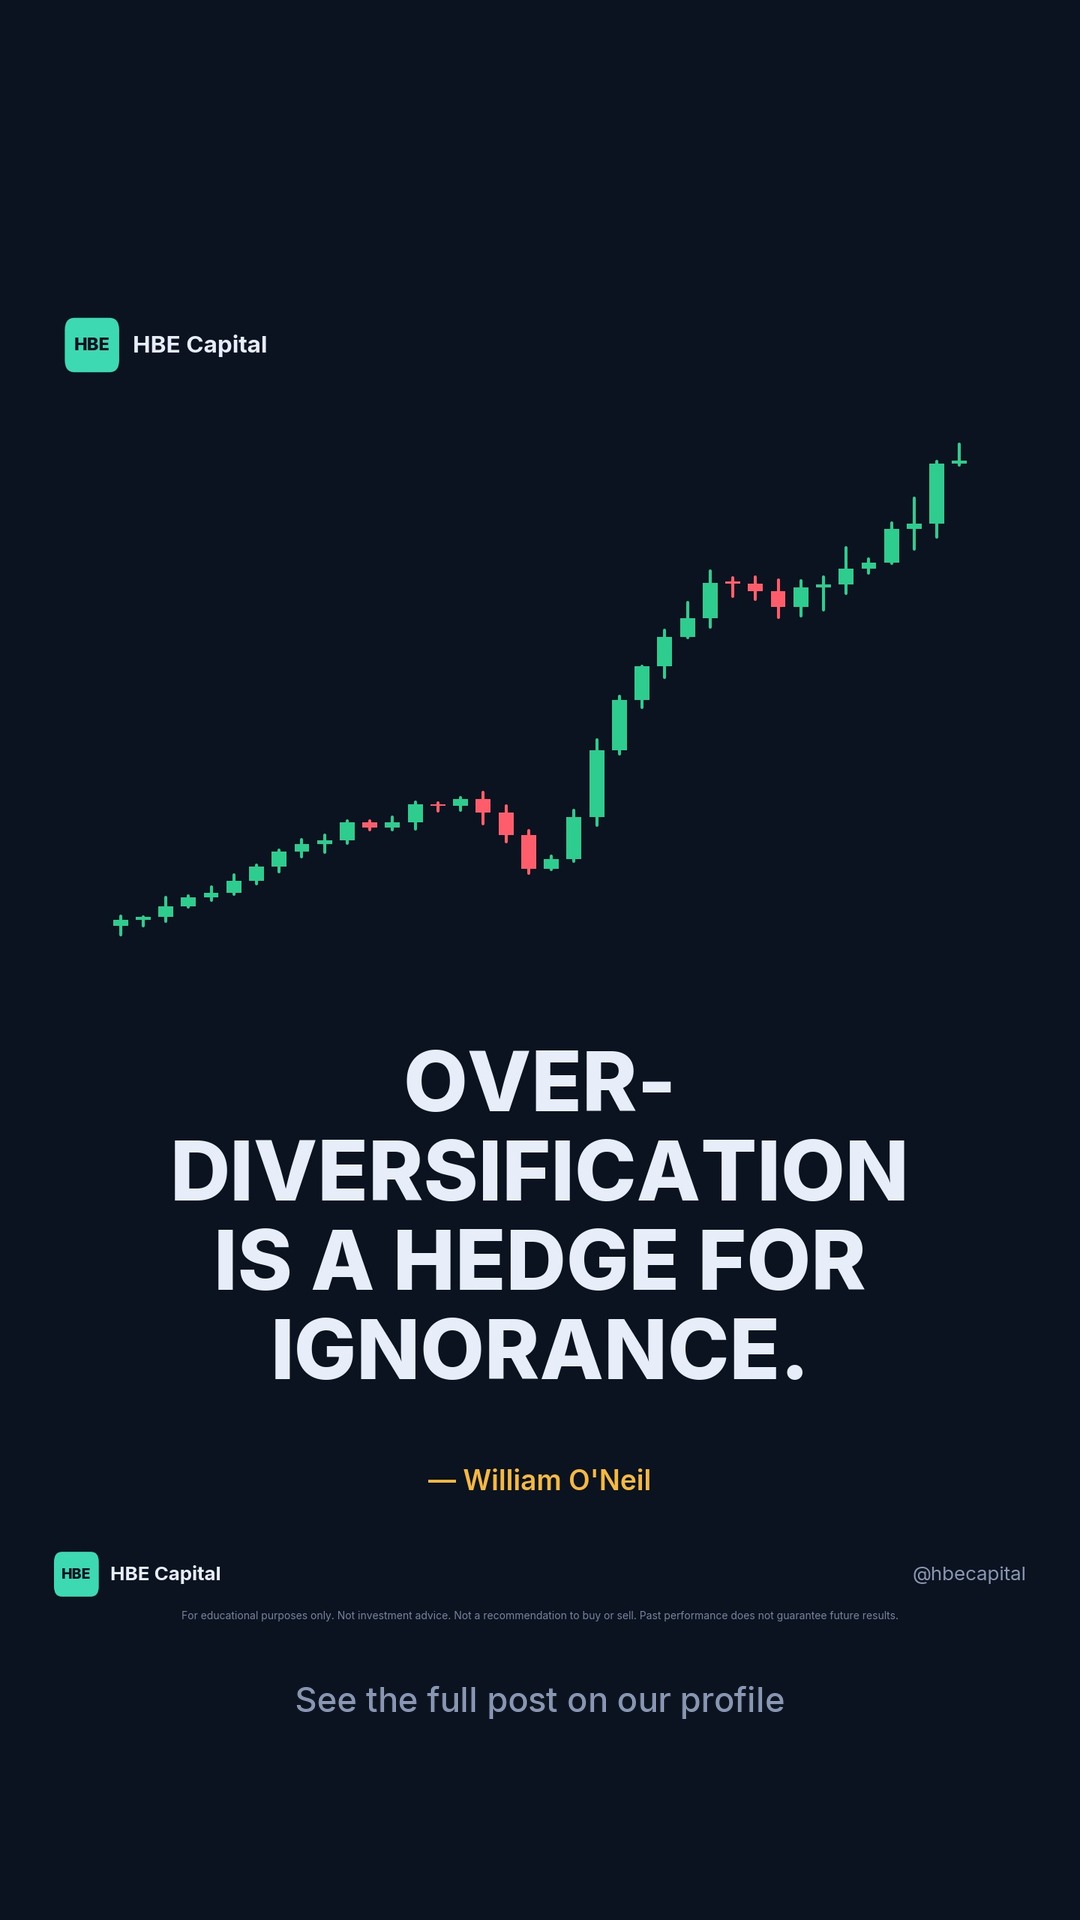 HBE HBE Capital
OVER-
DIVERSIFICATION
IS A HEDGE FOR
IGNORANCE.
— William O'Neil
HBE HBE Capital @hbecapital
For educational purposes only. Not investment advice. Not a recommendation to buy or sell. Past performance does not guarantee future results.
See the full post on our profile